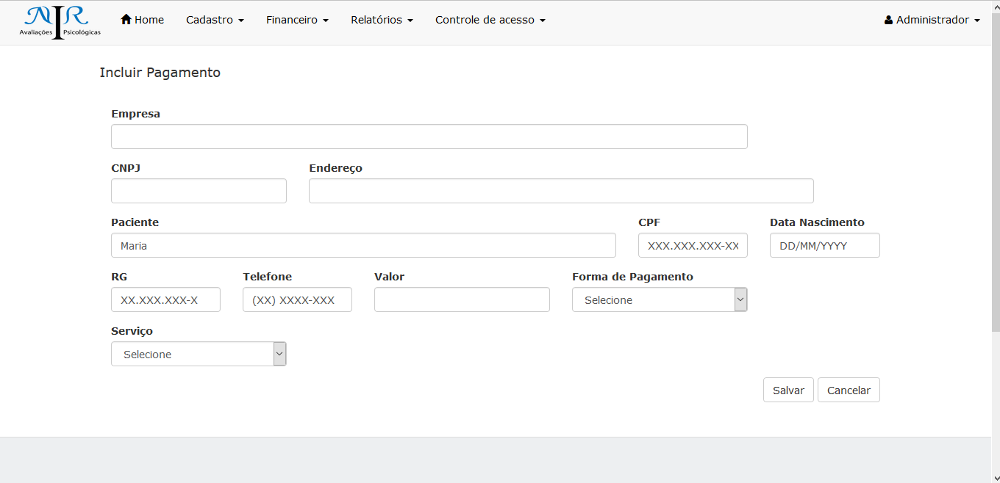 NIR
Avaliações Psicológicas
Home Cadastro Financeiro Relatórios Controle de acesso Administrador
Incluir Pagamento
Empresa
CNPJ Endereço
Paciente CPF Data Nascimento
Maria XXX.XXX.XXX-XX DD/MM/YYYY
RG Telefone Valor Forma de Pagamento
XX.XXX.XXX-X (XX) XXXX-XXX Selecione
Serviço
Selecione
Salvar Cancelar